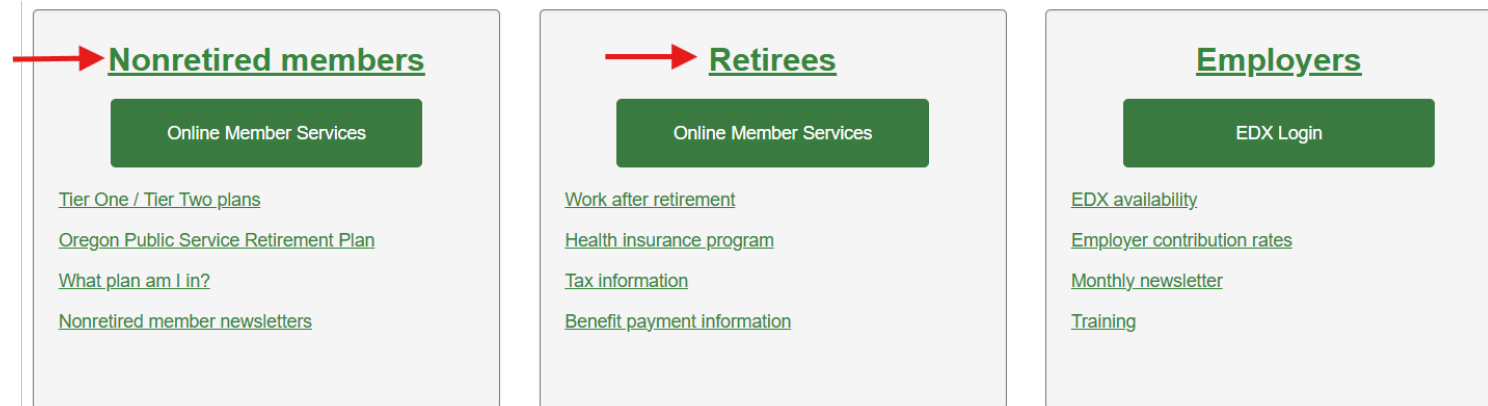 Nonretired members
Online Member Services
Tier One / Tier Two plans
Oregon Public Service Retirement Plan
What plan am I in?
Nonretired member newsletters
Retirees
Online Member Services
Work after retirement
Health insurance program
Tax information
Benefit payment information
Employers
EDX Login
EDX availability
Employer contribution rates
Monthly newsletter
Training